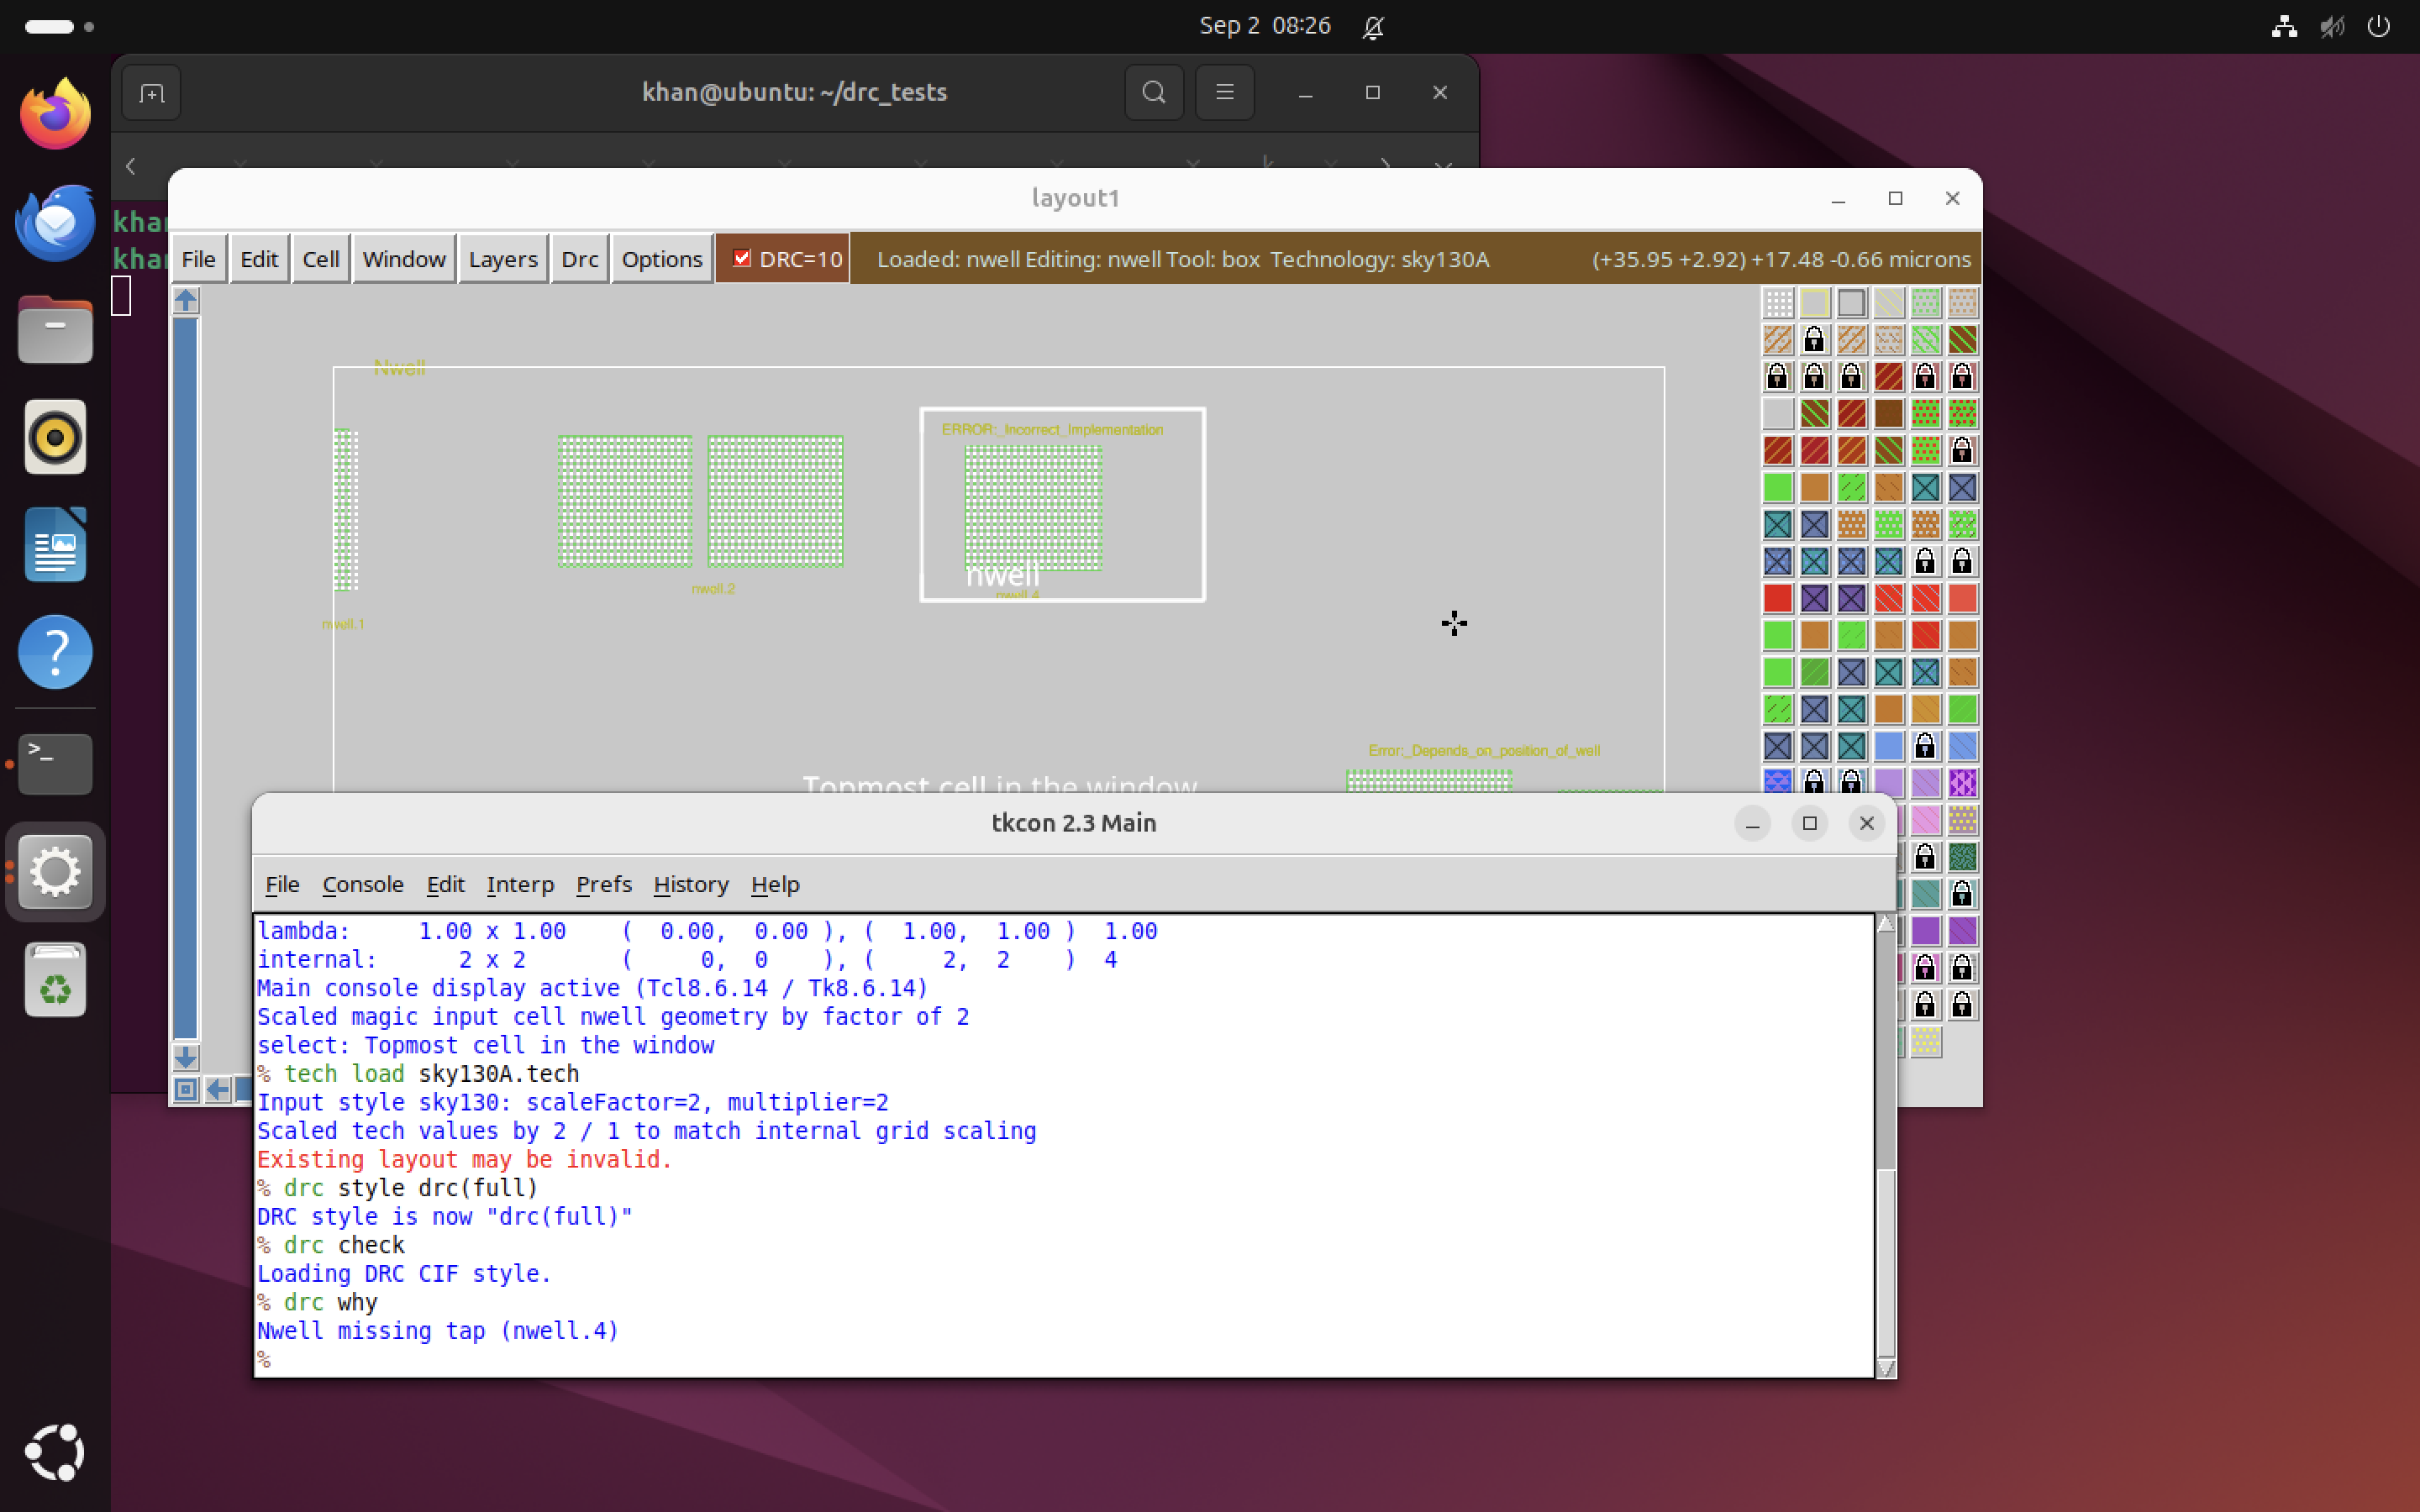 Sep 2 08:26
khan@ubuntu: ~/drc_tests
layout1
File Edit Cell Window Layers Drc Options DRC=10 Loaded: nwell Editing: nwell Tool: box Technology: sky130A (+35.95 +2.92) +17.48 -0.66 microns
Nwell
ERROR:_Incorrect_Implementation
nwell
nwell.2
nwell.4
nwell.1
Error:_Depends_on_position_of_well
Topmost cell in the window
tkcon 2.3 Main
File Console Edit Interp Prefs History Help
lambda: 1.00 x 1.00 ( 0.00, 0.00 ), ( 1.00, 1.00 ) 1.00
internal: 2 x 2 ( 0, 0 ), ( 2, 2 ) 4
Main console display active (Tcl8.6.14 / Tk8.6.14)
Scaled magic input cell nwell geometry by factor of 2
select: Topmost cell in the window
% tech load sky130A.tech
Input style sky130: scaleFactor=2, multiplier=2
Scaled tech values by 2 / 1 to match internal grid scaling
Existing layout may be invalid.
% drc style drc(full)
DRC style is now "drc(full)"
% drc check
Loading DRC CIF style.
% drc why
Nwell missing tap (nwell.4)
%